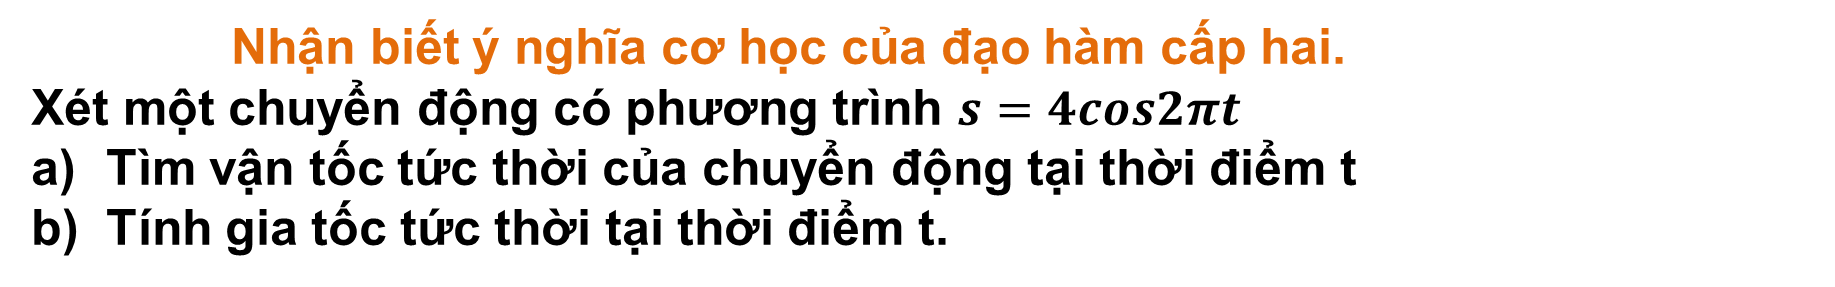 Nhận biết ý nghĩa cơ học của đạo hàm cấp hai.
Xét một chuyển động có phương trình s = 4cos2πt
a) Tìm vận tốc tức thời của chuyển động tại thời điểm t
b) Tính gia tốc tức thời tại thời điểm t.